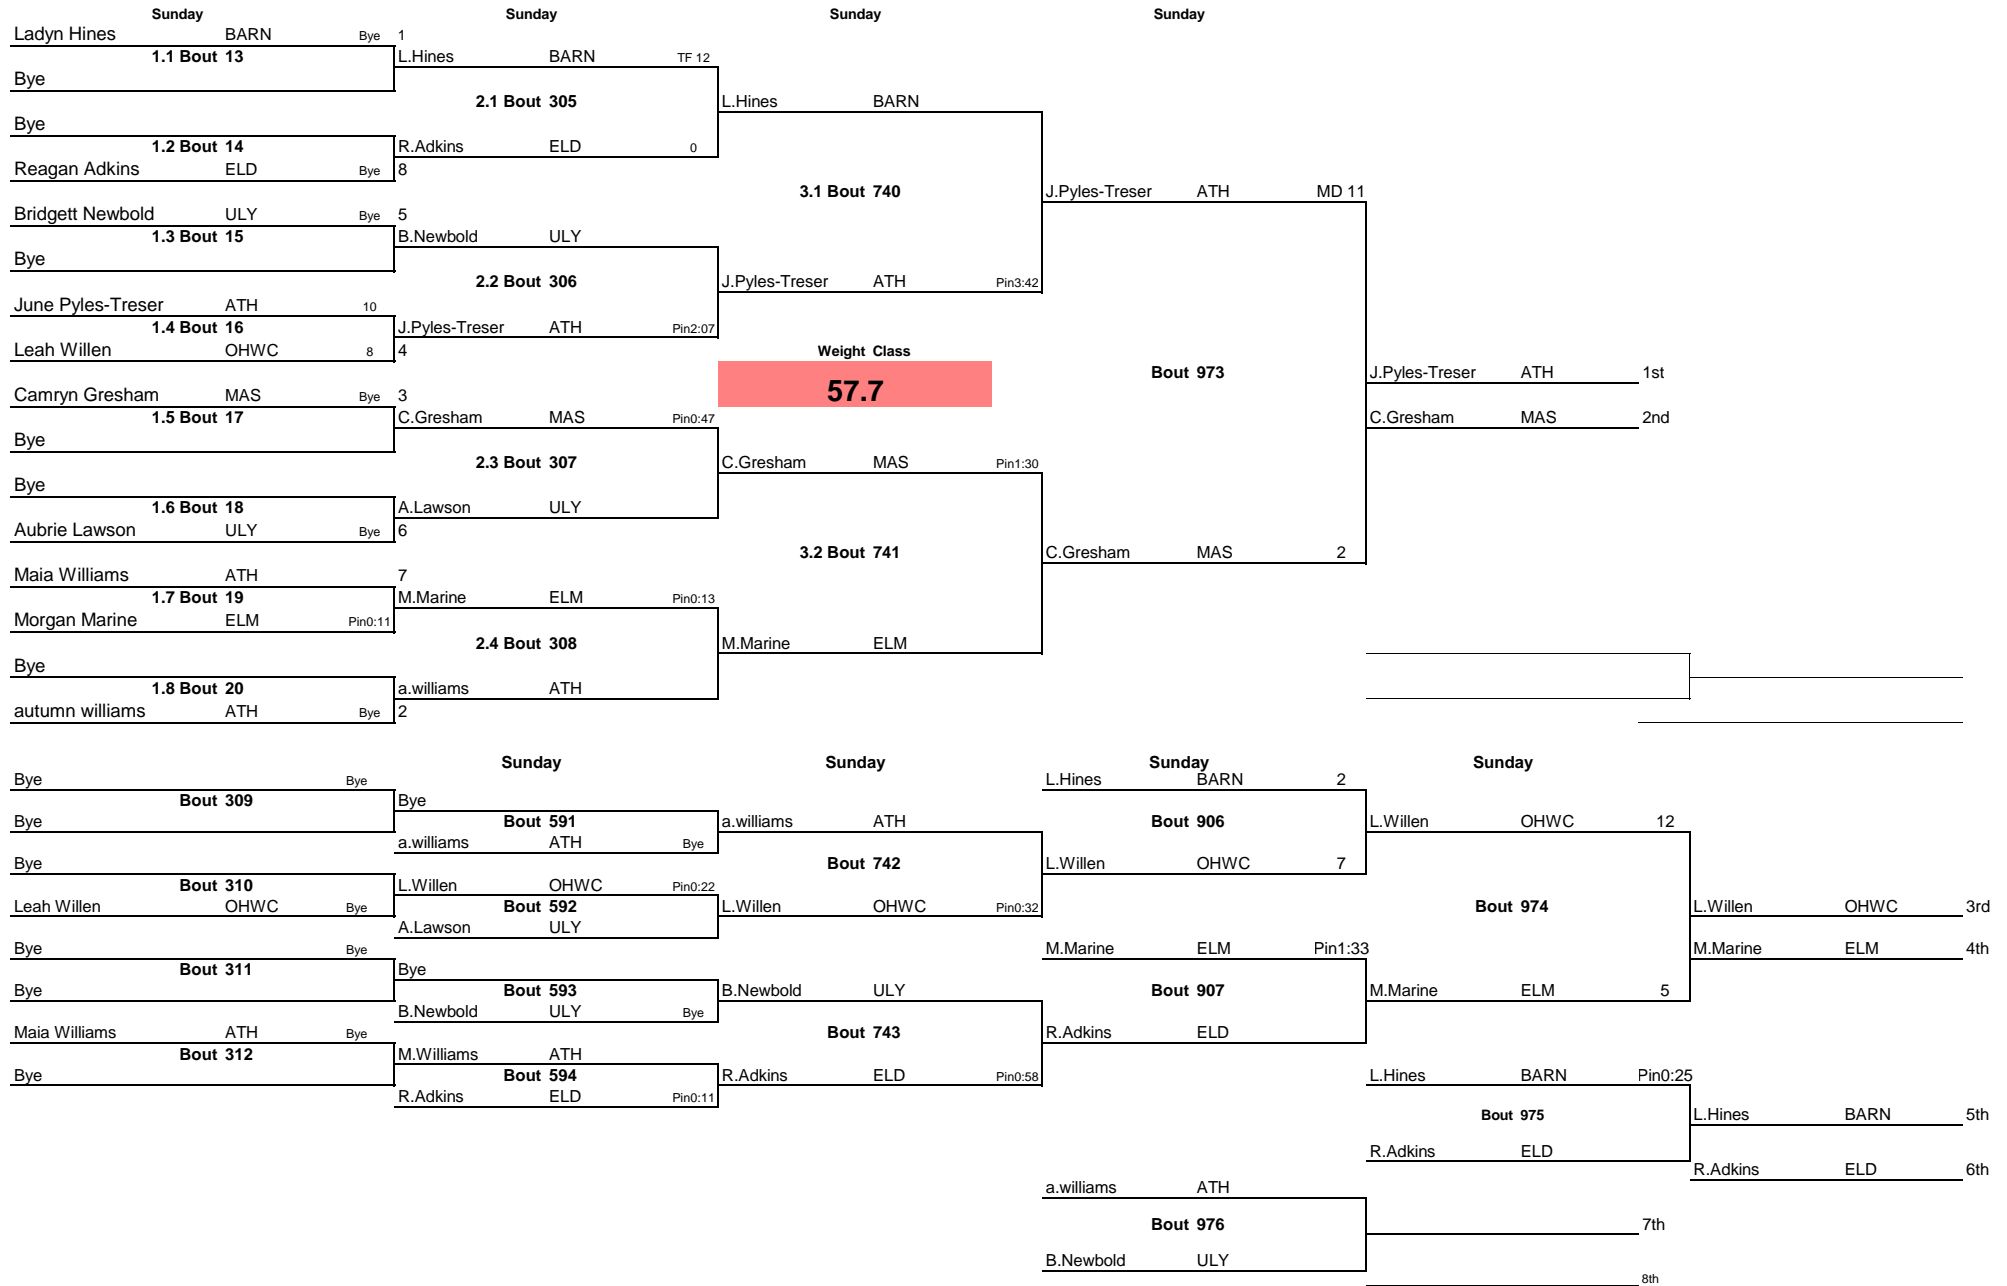 Sunday Sunday Sunday Sunday
Ladyn Hines BARN Bye 1
1.1 Bout 13 L.Hines BARN TF 12
Bye
2.1 Bout 305 L.Hines BARN
Bye
1.2 Bout 14 R.Adkins ELD 0
Reagan Adkins ELD Bye 8
3.1 Bout 740 J.Pyles-Treser ATH MD 11
Bridgett Newbold ULY Bye 5
1.3 Bout 15 B.Newbold ULY
Bye
2.2 Bout 306 J.Pyles-Treser ATH Pin3:42
June Pyles-Treser ATH 10
1.4 Bout 16 J.Pyles-Treser ATH Pin2:07
Leah Willen OHWC 8 4 Weight Class
Bout 973 J.Pyles-Treser ATH 1st
Camryn Gresham MAS Bye 3 57.7
1.5 Bout 17 C.Gresham MAS Pin0:47 C.Gresham MAS 2nd
Bye
2.3 Bout 307 C.Gresham MAS Pin1:30
Bye
1.6 Bout 18 A.Lawson ULY
Aubrie Lawson ULY Bye 6
3.2 Bout 741 C.Gresham MAS 2
Maia Williams ATH 7
1.7 Bout 19 M.Marine ELM Pin0:13
Morgan Marine ELM Pin0:11
2.4 Bout 308 M.Marine ELM
Bye
1.8 Bout 20 a.williams ATH
autumn williams ATH Bye 2
Sunday Sunday Sunday Sunday
Bye Bye L.Hines BARN 2
Bout 309 Bye
Bye Bout 591 a.williams ATH Bout 906 L.Willen OHWC 12
a.williams ATH Bye
Bye Bout 742 L.Willen OHWC 7
Bout 310 L.Willen OHWC Pin0:22
Leah Willen OHWC Bye Bout 592 L.Willen OHWC Pin0:32 Bout 974 L.Willen OHWC 3rd
A.Lawson ULY
Bye Bye M.Marine ELM Pin1:33 M.Marine ELM 4th
Bout 311 Bye
Bye Bout 593 B.Newbold ULY Bout 907 M.Marine ELM 5
B.Newbold ULY Bye
Maia Williams ATH Bye Bout 743 R.Adkins ELD
Bout 312 M.Williams ATH
Bye Bout 594 R.Adkins ELD Pin0:58 L.Hines BARN Pin0:25
R.Adkins ELD Pin0:11
Bout 975 L.Hines BARN 5th
R.Adkins ELD
R.Adkins ELD 6th
a.williams ATH
Bout 976 7th
B.Newbold ULY
8th